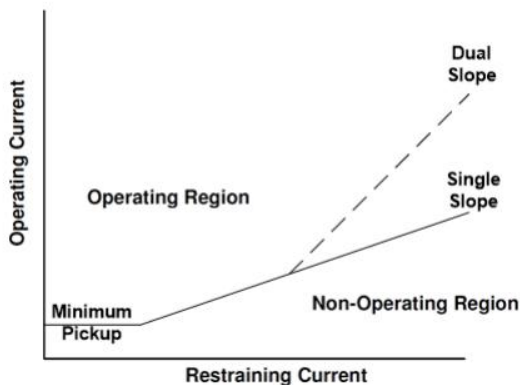 Operating Current
Dual
Slope
Operating Region
Single
Slope
Minimum
Pickup
Non-Operating Region
Restraining Current